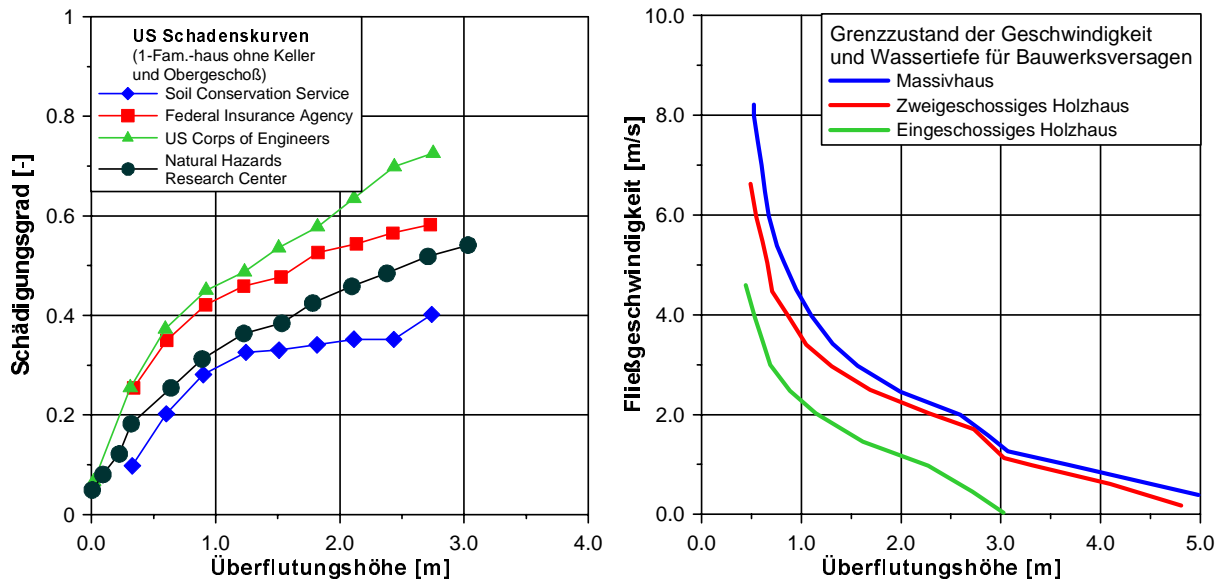 US Schadenskurven
(1-Fam.-haus ohne Keller
und Obergeschoß)
Soil Conservation Service
Federal Insurance Agency
US Corps of Engineers
Natural Hazards
Research Center
Schädigungsgrad [-]
1
0.8
0.6
0.4
0.2
0
0.0
1.0
2.0
3.0
4.0
Überflutungshöhe [m]
Grenzzustand der Geschwindigkeit
und Wassertiefe für Bauwerksversagen
Massivhaus
Zweigeschossiges Holzhaus
Eingeschossiges Holzhaus
Fließgeschwindigkeit [m/s]
10.0
8.0
6.0
4.0
2.0
0.0
0.0
1.0
2.0
3.0
4.0
5.0
Überflutungshöhe [m]